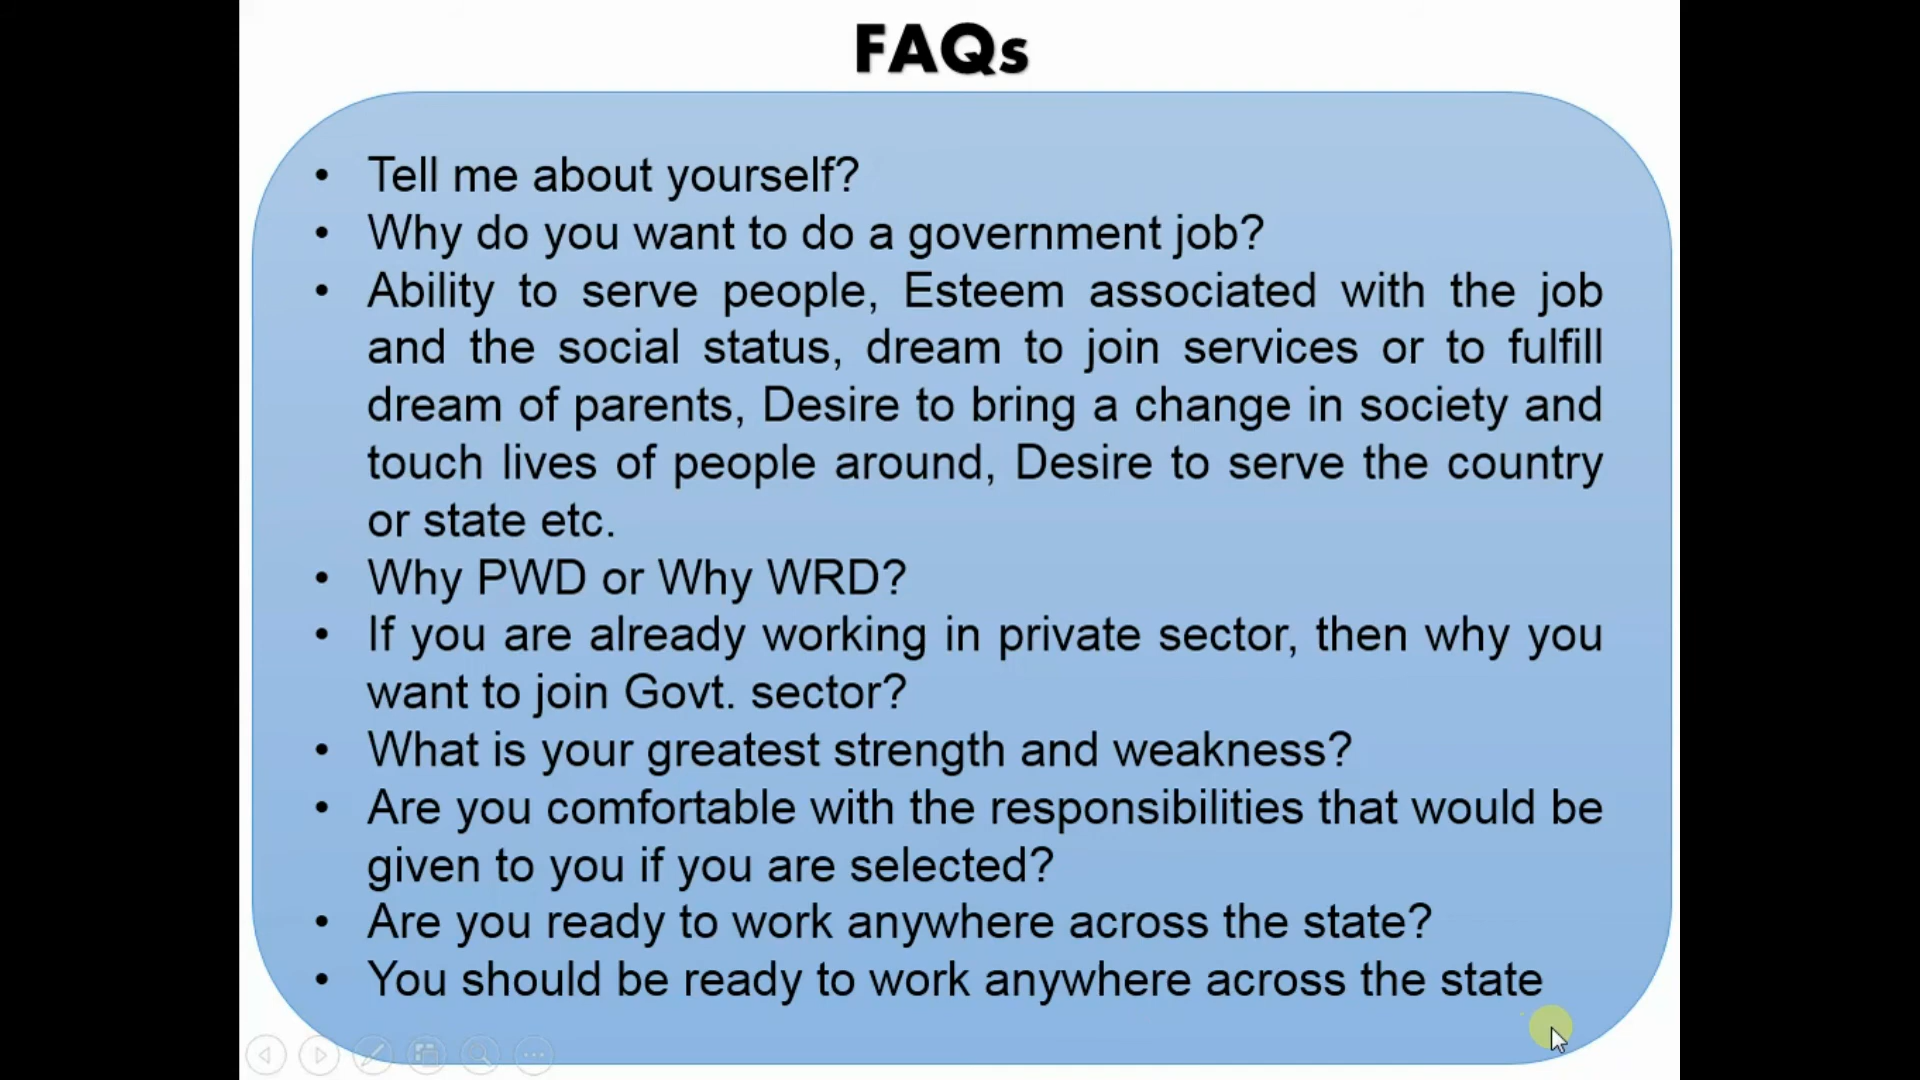 FAQs
• Tell me about yourself?
• Why do you want to do a government job?
• Ability to serve people, Esteem associated with the job
and the social status, dream to join services or to fulfill
dream of parents, Desire to bring a change in society and
touch lives of people around, Desire to serve the country
or state etc.
• Why PWD or Why WRD?
• If you are already working in private sector, then why you
want to join Govt. sector?
• What is your greatest strength and weakness?
• Are you comfortable with the responsibilities that would be
given to you if you are selected?
• Are you ready to work anywhere across the state?
• You should be ready to work anywhere across the state